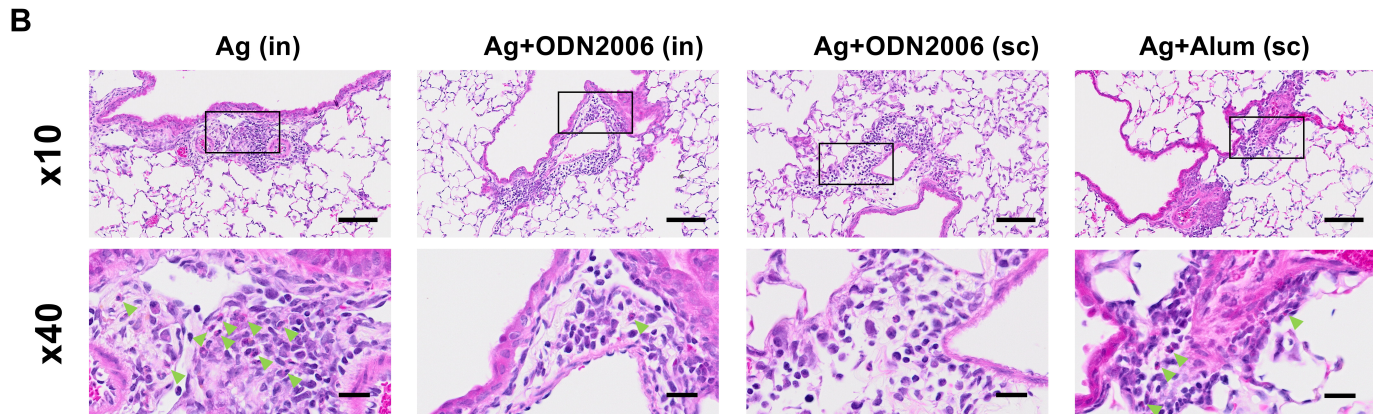 B
Ag (in)
Ag+ODN2006 (in)
Ag+ODN2006 (sc)
Ag+Alum (sc)
x10
x40